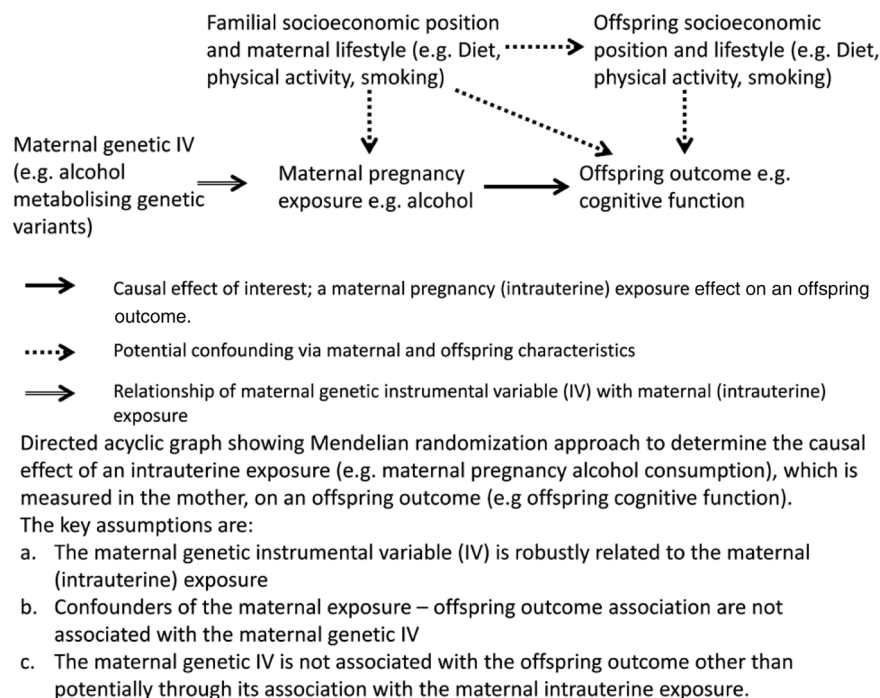 Familial socioeconomic position
and maternal lifestyle (e.g. Diet,
physical activity, smoking)
Offspring socioeconomic
position and lifestyle (e.g. Diet,
physical activity, smoking)
Maternal genetic IV
(e.g. alcohol
metabolising genetic
variants)
Maternal pregnancy
exposure e.g. alcohol
Offspring outcome e.g.
cognitive function
Causal effect of interest; a maternal pregnancy (intrauterine) exposure effect on an offspring
outcome.
Potential confounding via maternal and offspring characteristics
Relationship of maternal genetic instrumental variable (IV) with maternal (intrauterine)
exposure
Directed acyclic graph showing Mendelian randomization approach to determine the causal
effect of an intrauterine exposure (e.g. maternal pregnancy alcohol consumption), which is
measured in the mother, on an offspring outcome (e.g offspring cognitive function).
The key assumptions are:
a. The maternal genetic instrumental variable (IV) is robustly related to the maternal
(intrauterine) exposure
b. Confounders of the maternal exposure – offspring outcome association are not
associated with the maternal genetic IV
c. The maternal genetic IV is not associated with the offspring outcome other than
potentially through its association with the maternal intrauterine exposure.